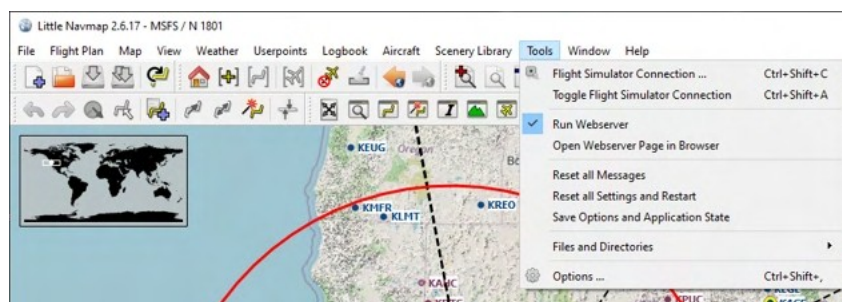 Little Navmap 2.6.17 - MSFS / N 1801
File Flight Plan Map View Weather Userpoints Logbook Aircraft Scenery Library Tools Window Help
Flight Simulator Connection ... Ctrl+Shift+C
Toggle Flight Simulator Connection Ctrl+Shift+A
Run Webserver
Open Webserver Page in Browser
Reset all Messages
Reset all Settings and Restart
Save Options and Application State
Files and Directories
Options ... Ctrl+Shift+,
KEUG Oregon
KMFR
KLMT
KREO